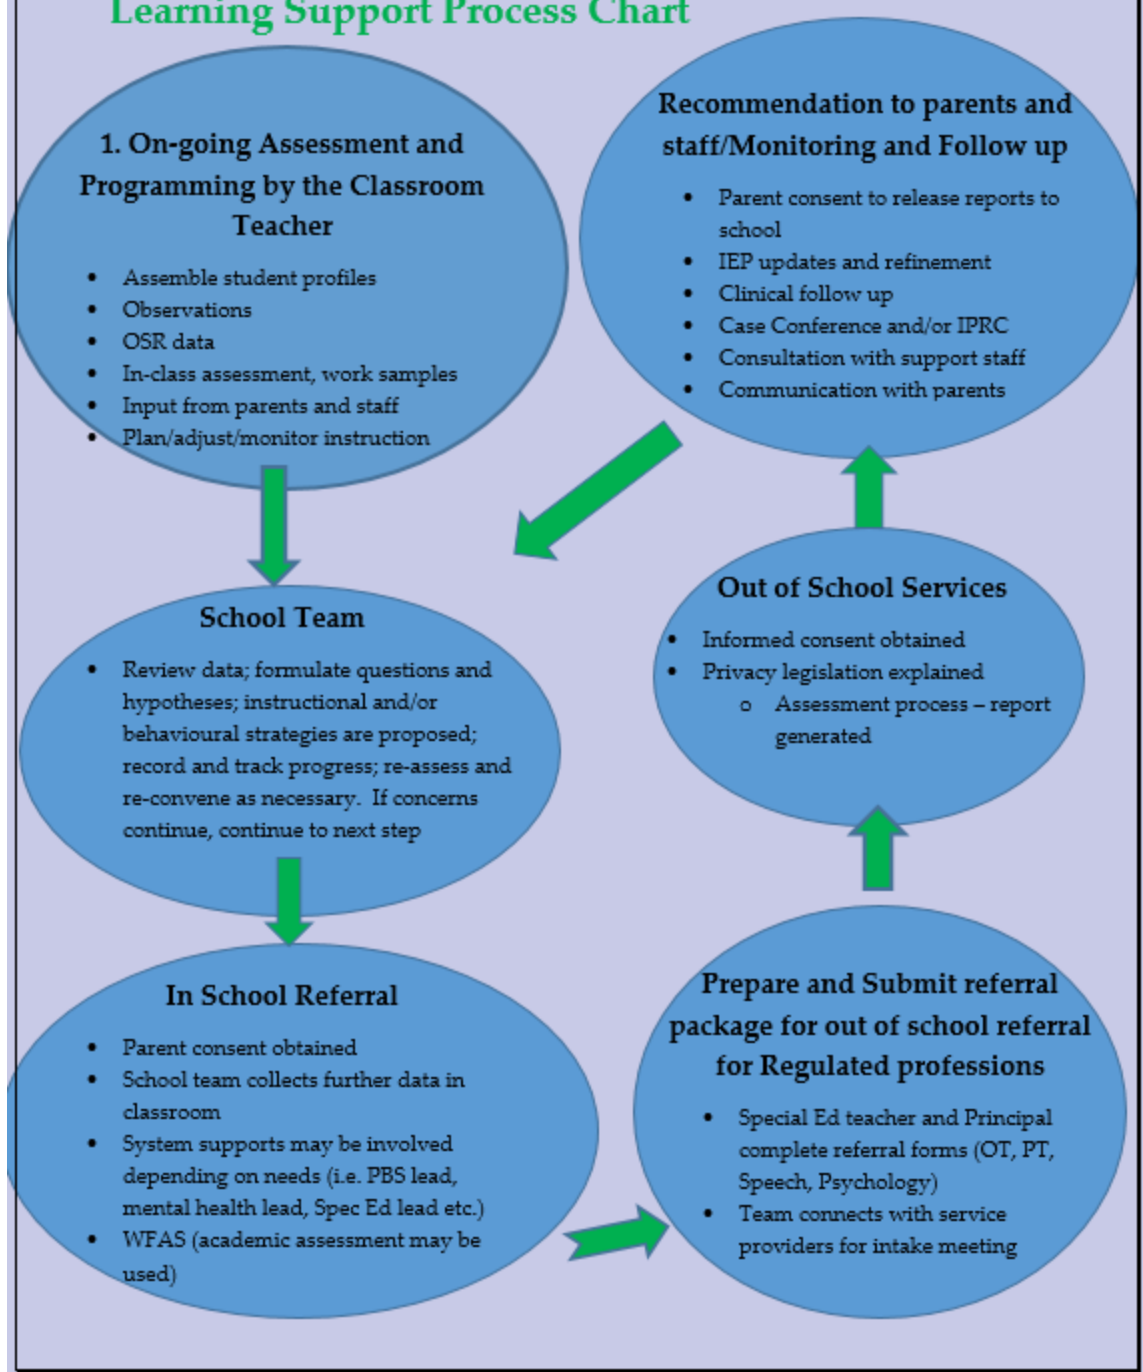 Learning Support Process Chart
1. On-going Assessment and
Programming by the Classroom
Teacher
• Assemble student profiles
• Observations
• OSR data
• In-class assessment, work samples
• Input from parents and staff
• Plan/adjust/monitor instruction
School Team
• Review data; formulate questions and
hypotheses; instructional and/or
behavioural strategies are proposed;
record and track progress; re-assess and
re-convene as necessary. If concerns
continue, continue to next step
In School Referral
• Parent consent obtained
• School team collects further data in
classroom
• System supports may be involved
depending on needs (i.e. PBS lead,
mental health lead, Spec Ed lead etc.)
• WFAS (academic assessment may be
used)
Prepare and Submit referral
package for out of school referral
for Regulated professions
• Special Ed teacher and Principal
complete referral forms (OT, PT,
Speech, Psychology)
• Team connects with service
providers for intake meeting
Out of School Services
• Informed consent obtained
• Privacy legislation explained
o Assessment process – report
generated
Recommendation to parents and
staff/Monitoring and Follow up
• Parent consent to release reports to
school
• IEP updates and refinement
• Clinical follow up
• Case Conference and/or IPRC
• Consultation with support staff
• Communication with parents